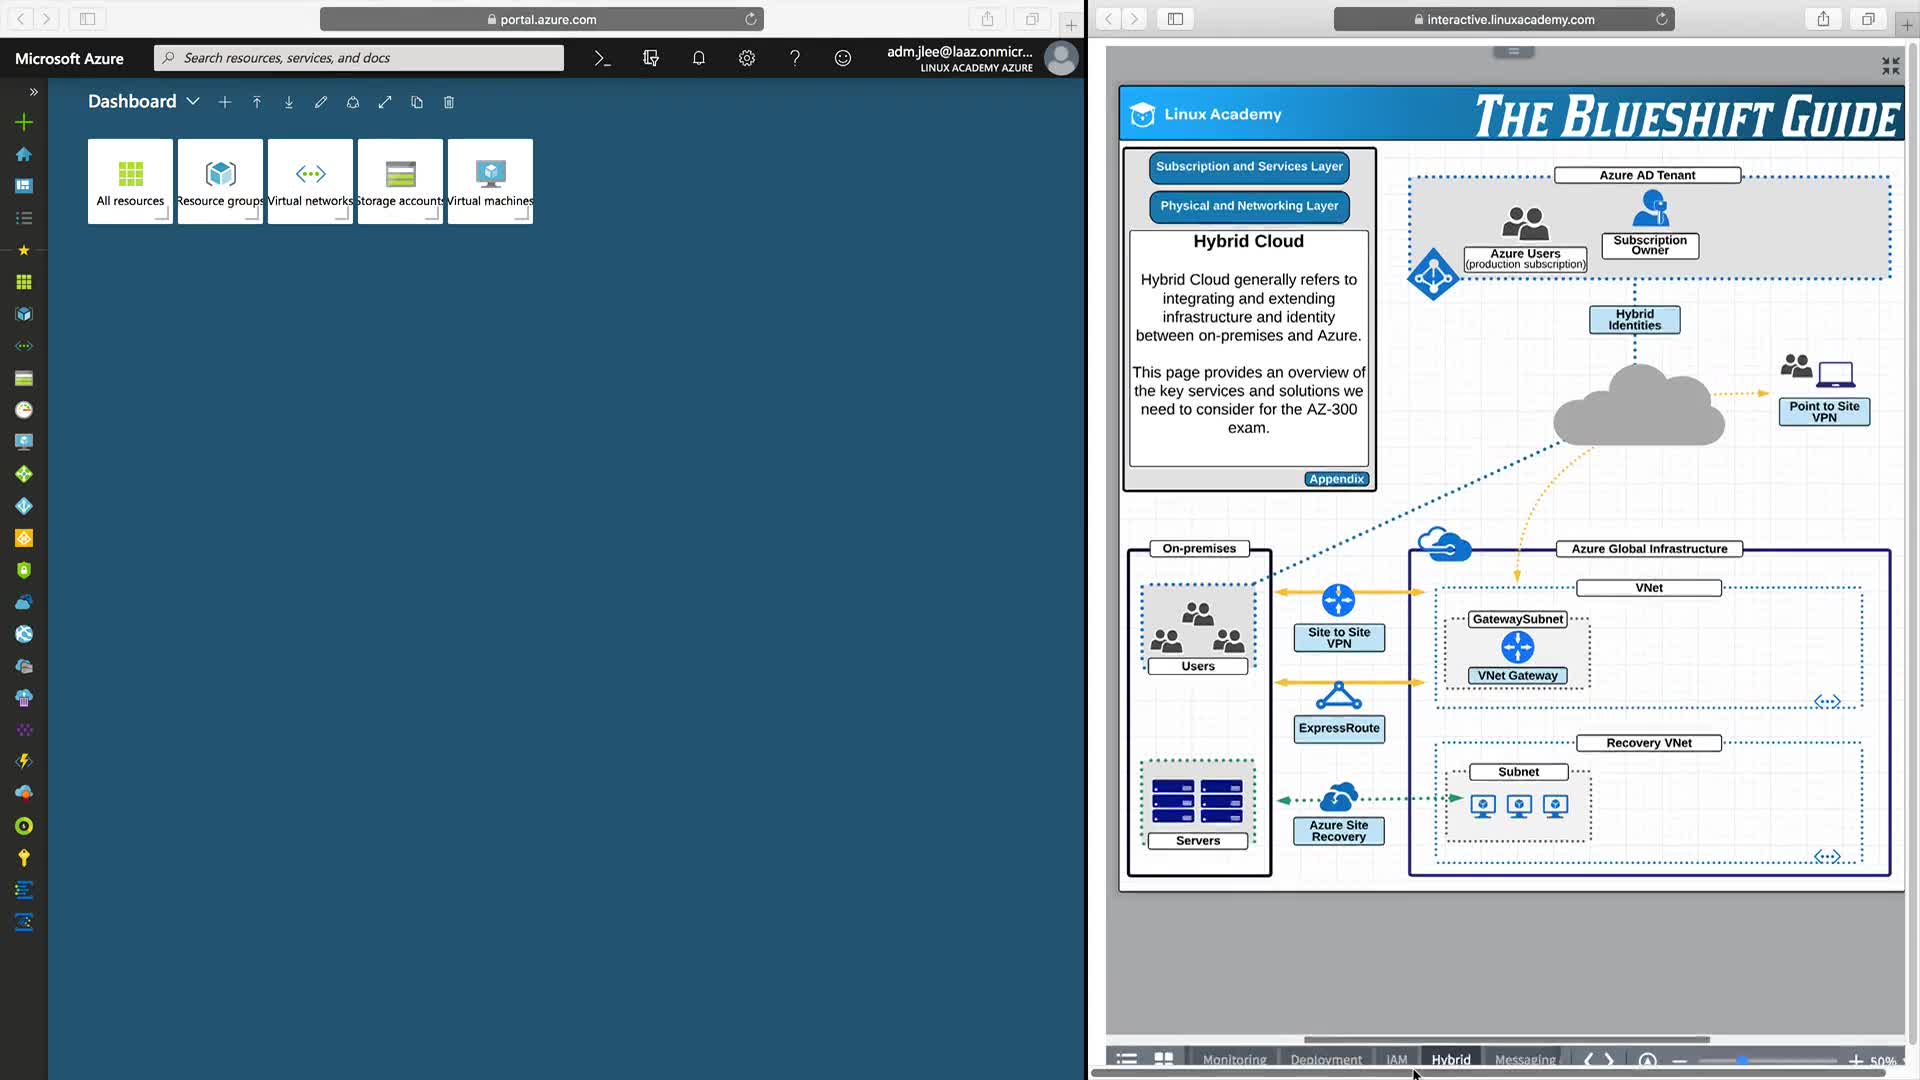 portal.azure.com
Microsoft Azure
Search resources, services, and docs
adm.jlee@laaz.onmicr...
LINUX ACADEMY AZURE
Dashboard
All resources
Resource groups
Virtual networks
Storage accounts
Virtual machines
interactive.linuxacademy.com
Linux Academy
THE BLUESHIFT GUIDE
Subscription and Services Layer
Physical and Networking Layer
Hybrid Cloud
Hybrid Cloud generally refers to
integrating and extending
infrastructure and identity
between on-premises and Azure.
This page provides an overview of
the key services and solutions we
need to consider for the AZ-300
exam.
Appendix
Azure AD Tenant
Azure Users
(production subscription)
Subscription
Owner
Hybrid
Identities
Point to Site
VPN
On-premises
Users
Servers
Site to Site
VPN
ExpressRoute
Azure Site
Recovery
Azure Global Infrastructure
VNet
GatewaySubnet
VNet Gateway
Recovery VNet
Subnet
Monitoring
Deployment
IAM
Hybrid
Messaging
50%